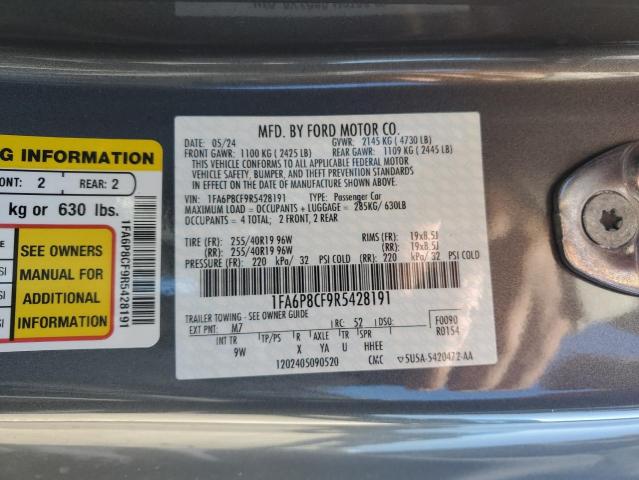 G INFORMATION
ONT: 2 REAR: 2
kg or 630 lbs.
SEE OWNERS
MANUAL FOR
ADDITIONAL
INFORMATION
SI
SI
SI
1FA6P8CF9R5428191
MFD. BY FORD MOTOR CO.
05/24 GVWR: 2145 KG ( 4730 LB)
FRONT GAWR: 1100 KG ( 2425 LB) REAR GAWR: 1109 KG ( 2445 LB)
THIS VEHICLE CONFORMS TO ALL APPLICABLE FEDERAL MOTOR
VEHICLE SAFETY, BUMPER, AND THEFT PREVENTION STANDARDS
IN EFFECT ON THE DATE OF MANUFACTURE SHOWN ABOVE.
VIN: 1FA6P8CF9R5428191 TYPE: Passenger Car
MAXIMUM LOAD = OCCUPANTS + LUGGAGE = 285KG/ 630LB
OCCUPANTS = 4 TOTAL; 2 FRONT, 2 REAR
TIRE (FR): 255/40R19 96W RIMS (FR): 19x8.5J
(RR): 255/40R19 96W (RR): 19x8.5J
PRESSURE (FR): 220 kPa/ 32 PSI COLD (RR): 220 kPa/ 32 PSI COLD
1FA6P8CF9R5428191
TRAILER TOWING - SEE OWNER GUIDE
EXT PNT: M7 RC: 52 DSO: F0090
INT TR TP/PS R AXLE TR SPR R0154
9W X YA U HHEE
120240509​0520 CMC 5U5A-5420472-AA